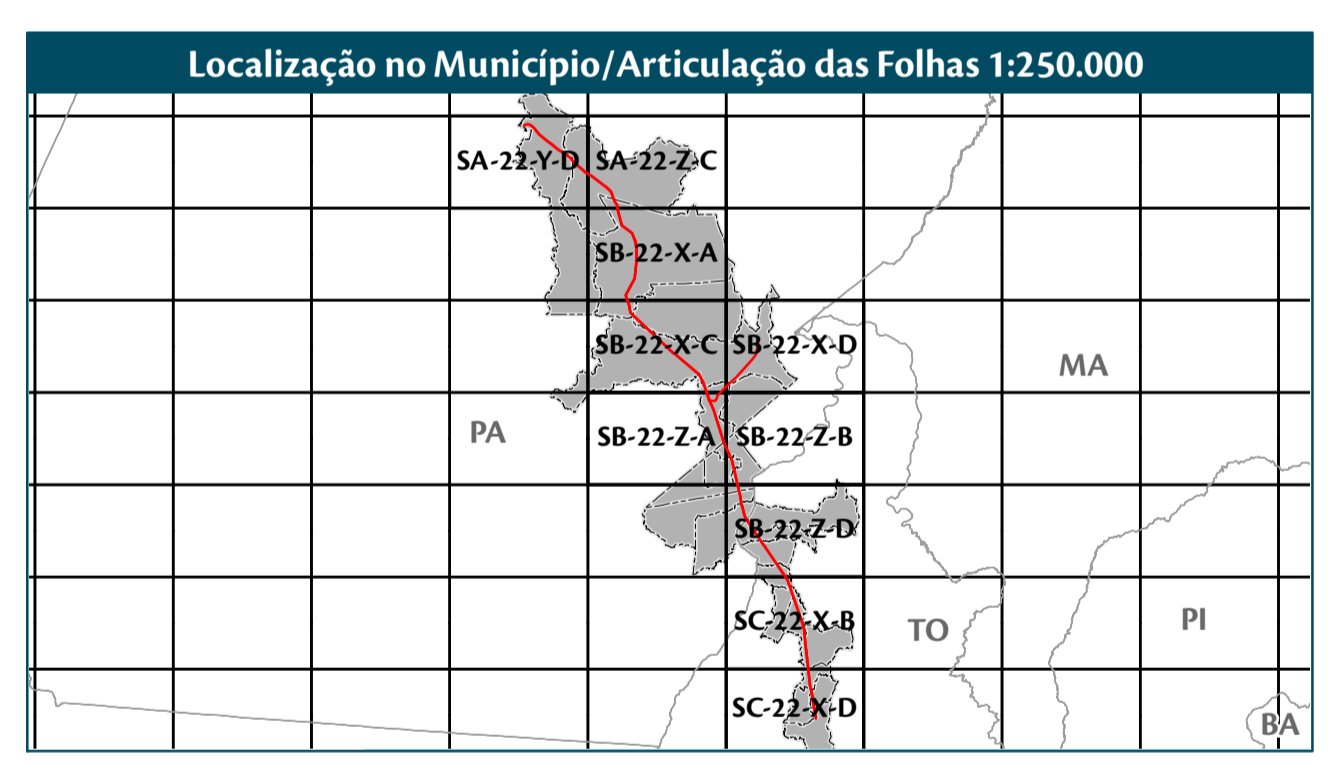 Localização no Município/Articulação das Folhas 1:250.000
SA-22-Y-D SA-22-Z-C
SB-22-X-A
SB-22-X-C SB-22-X-D
MA
PA
SB-22-Z-A SB-22-Z-B
SB-22-Z-D
SC-22-X-B
TO
PI
SC-22-X-D
BA